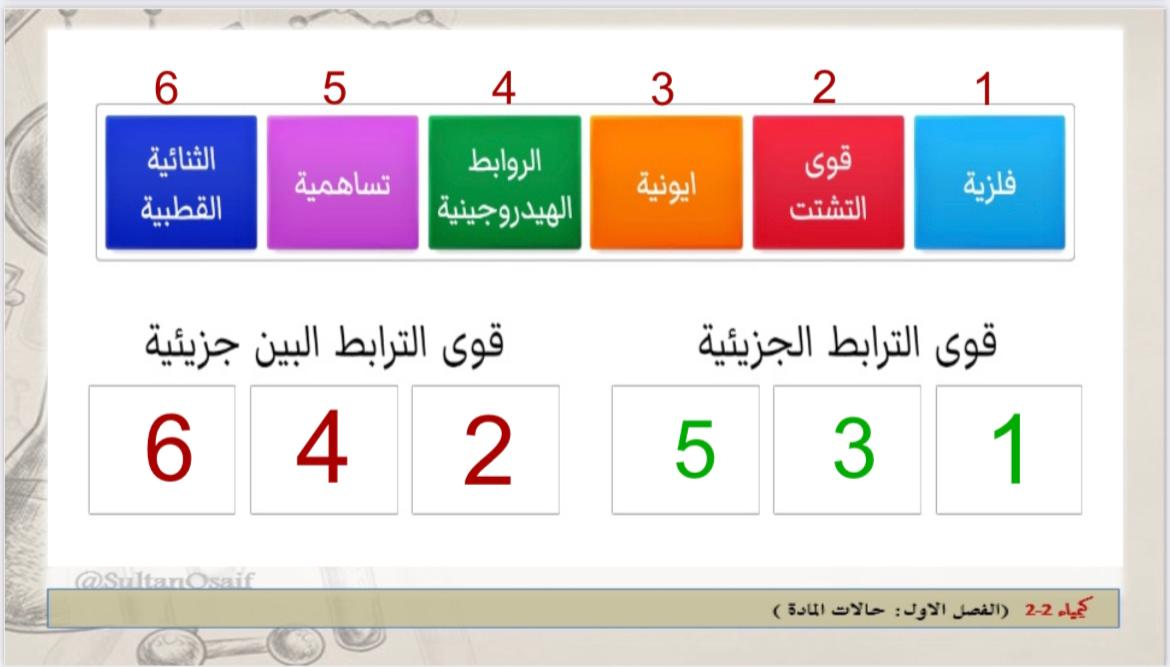 1 2 3 4 5 6
فلزية
قوى
التشتت
ايونية
الروابط
الهيدروجينية
تساهمية
الثنائية
القطبية
قوى الترابط الجزيئية
1 3 5
قوى الترابط البين جزيئية
2 4 6
@SultanOsaif
كيمياء 2-2 (الفصل الاول: حالات المادة )